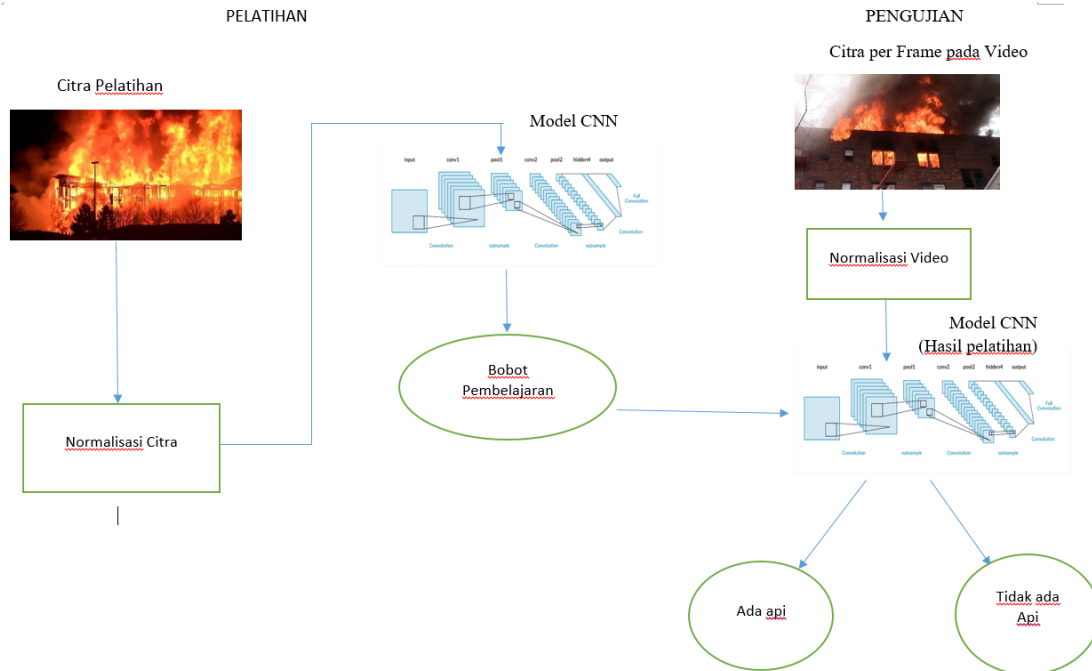 PELATIHAN
PENGUJIAN
Citra per Frame pada Video
Citra Pelatihan
Model CNN
input conv1 pool1 conv2 pool2 hidden4 output
Full
Convolution
Convolution
Convolution subsample Convolution subsample
Normalisasi Video
Model CNN
(Hasil pelatihan)
Bobot
Pembelajaran
input conv1 pool1 conv2 pool2 hidden4 output
Full
Convolution
Convolution
Convolution subsample Convolution subsample
Normalisasi Citra
Ada api
Tidak ada
Api